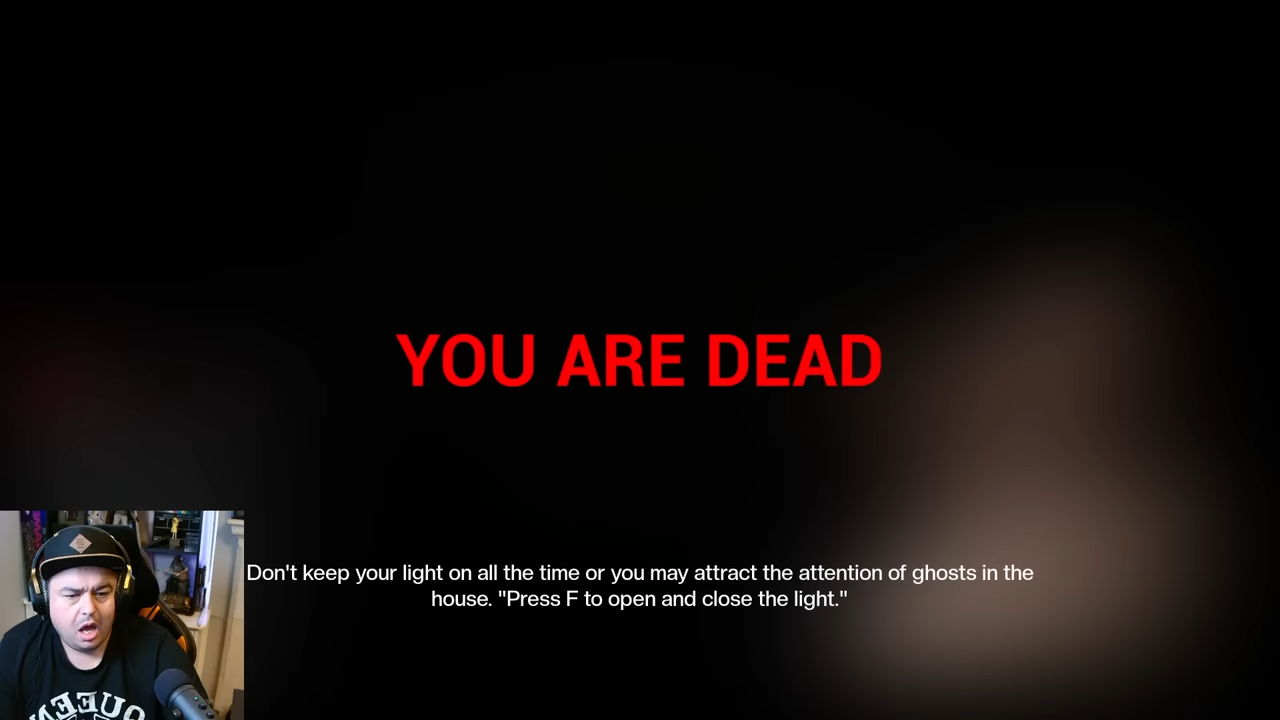 YOU ARE DEAD
Don't keep your light on all the time or you may attract the attention of ghosts in the
house. "Press F to open and close the light."
QUEEN